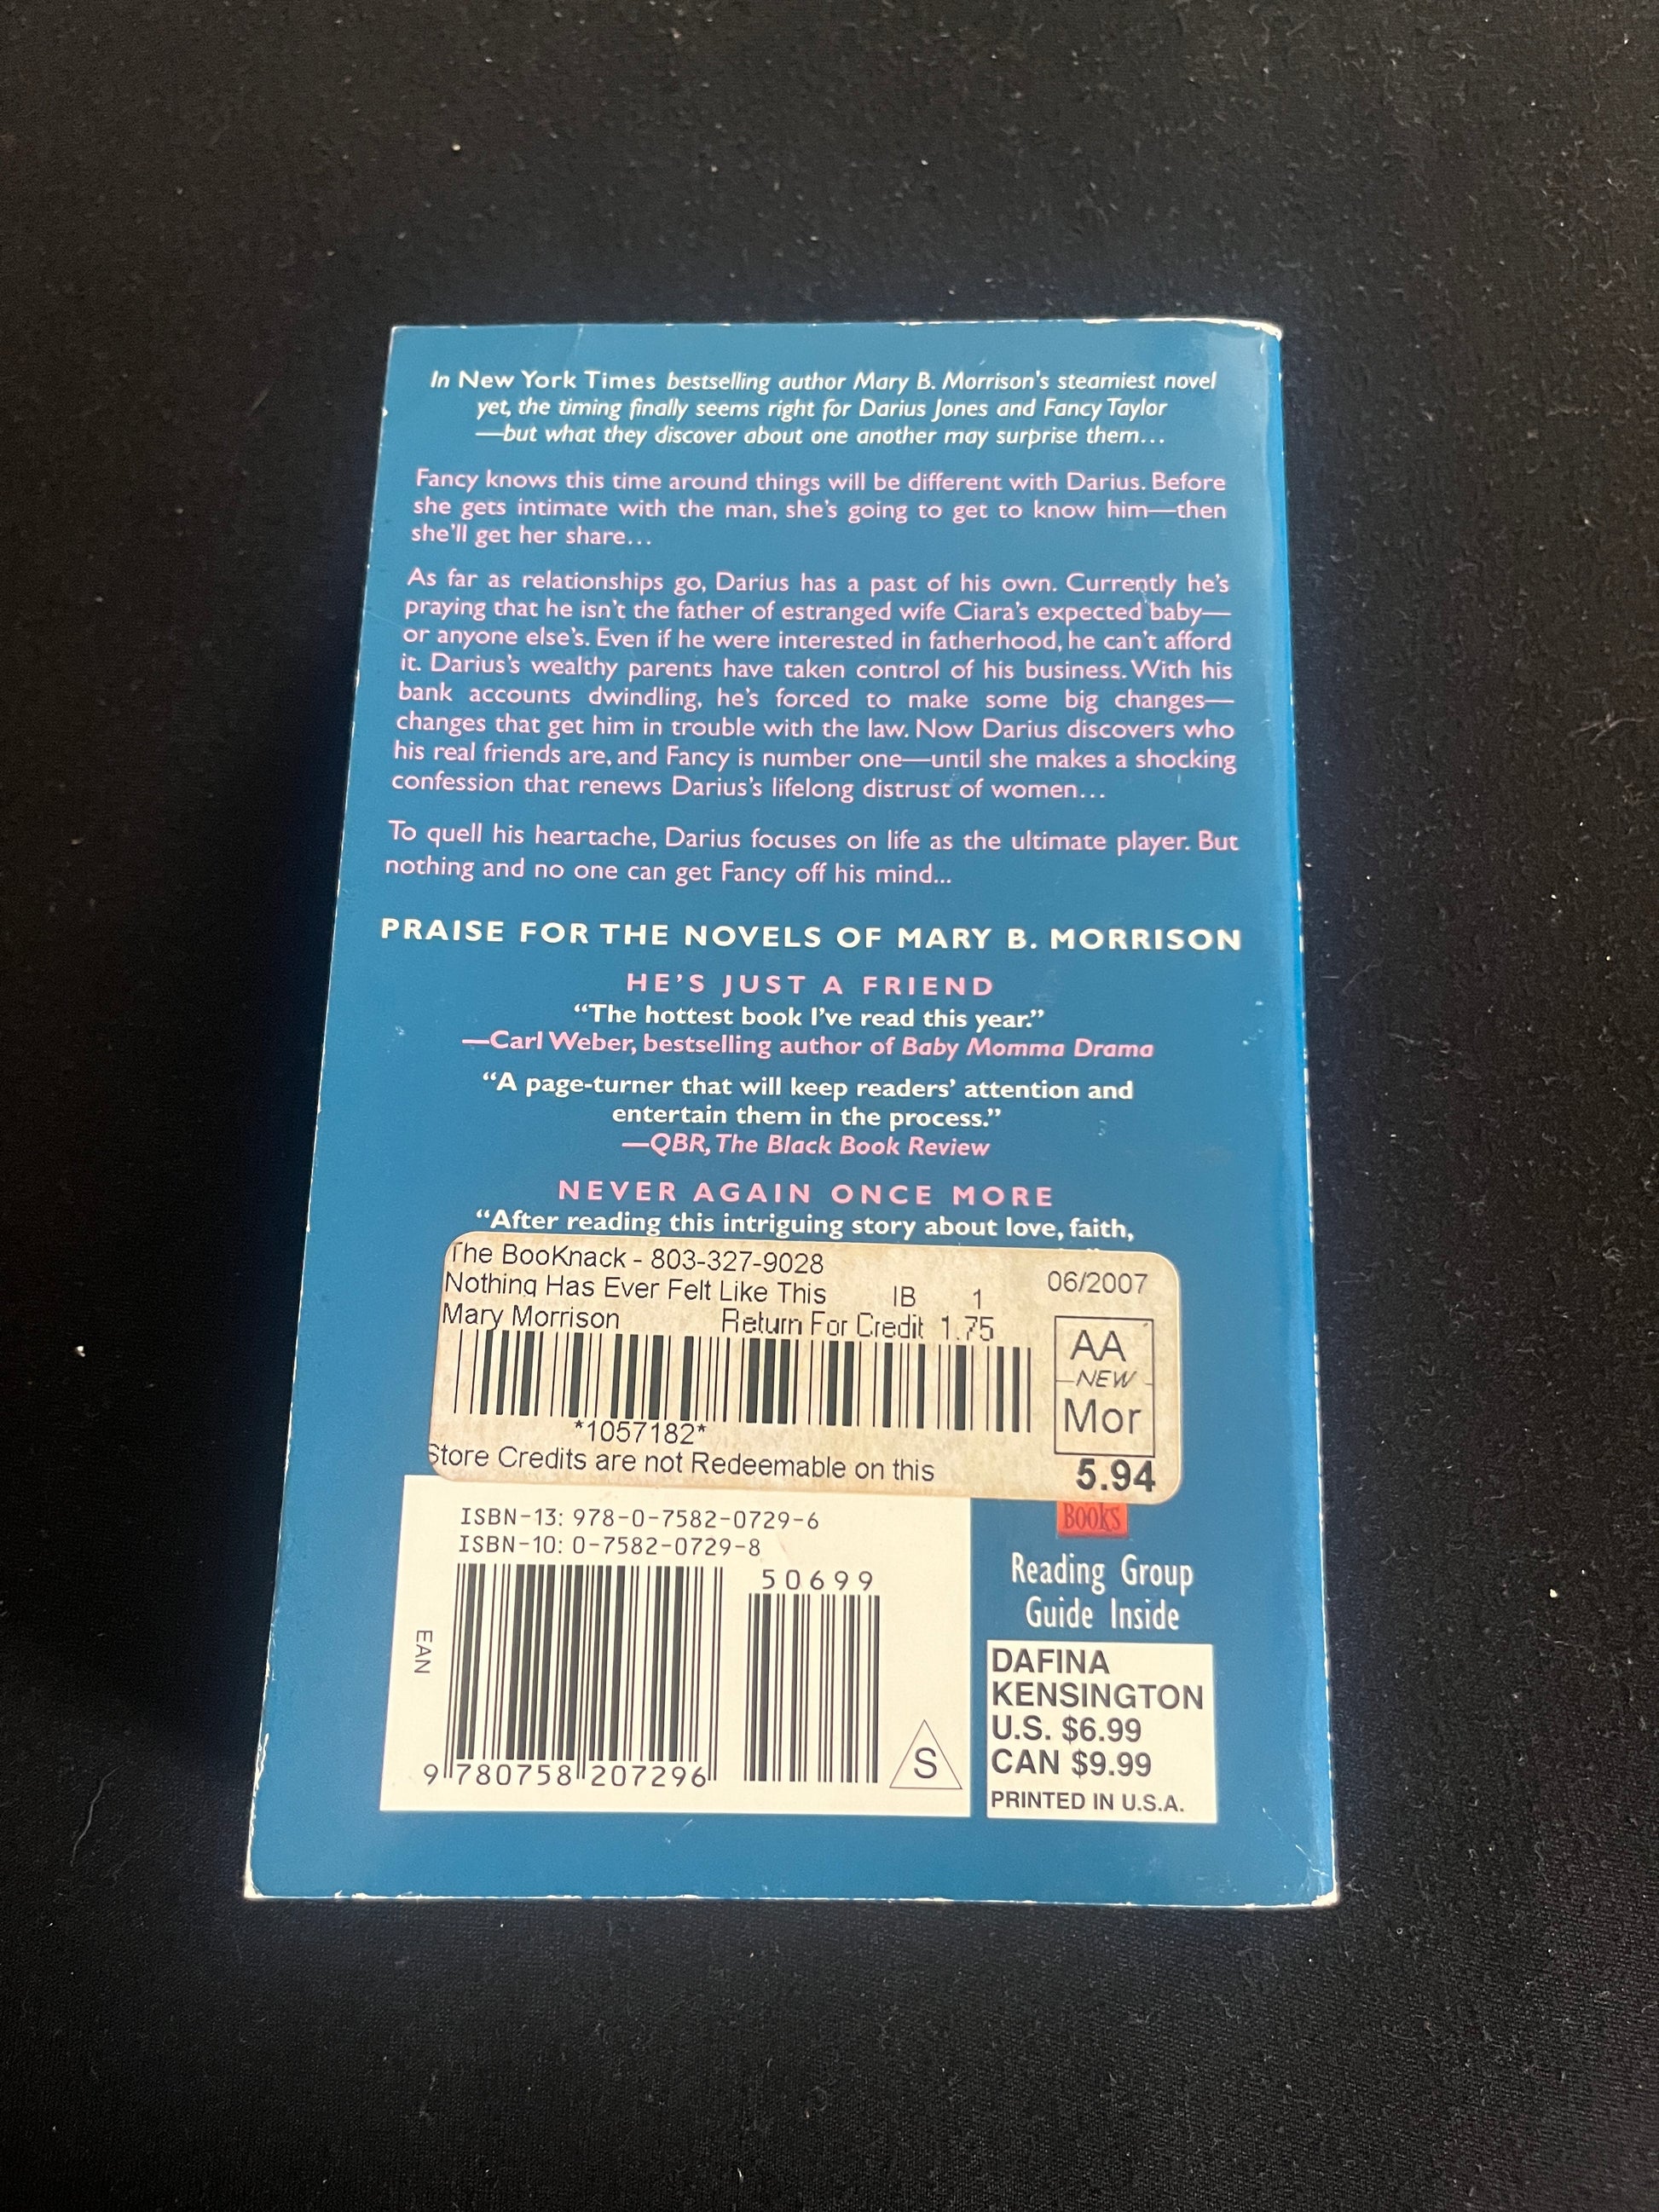 In New York Times bestselling author Mary B. Morrison's steamiest novel
yet, the timing finally seems right for Darius Jones and Fancy Taylor
—but what they discover about one another may surprise them...
Fancy knows this time around things will be different with Darius. Before
she gets intimate with the man, she's going to get to know him—then
she'll get her share...
As far as relationships go, Darius has a past of his own. Currently he's
praying that he isn't the father of estranged wife Ciara's expected baby—
or anyone else's. Even if he were interested in fatherhood, he can't afford
it. Darius's wealthy parents have taken control of his business. With his
bank accounts dwindling, he's forced to make some big changes—
changes that get him in trouble with the law. Now Darius discovers who
his real friends are, and Fancy is number one—until she makes a shocking
confession that renews Darius's lifelong distrust of women...
To quell his heartache, Darius focuses on life as the ultimate player. But
nothing and no one can get Fancy off his mind...
PRAISE FOR THE NOVELS OF MARY B. MORRISON
HE'S JUST A FRIEND
“The hottest book I've read this year.”
—Carl Weber, bestselling author of Baby Momma Drama
“A page-turner that will keep readers' attention and
entertain them in the process.”
—QBR, The Black Book Review
NEVER AGAIN ONCE MORE
“After reading this intriguing story about love, faith,
The BooKnack - 803-327-9028
06/2007
Nothing Has Ever Felt Like This IB 1
Mary Morrison Return For Credit 1.75
AA
NEW
Mor
*1057182*
Store Credits are not Redeemable on this
5.94
BOOKS
ISBN-13: 978-0-7582-0729-6
ISBN-10: 0-7582-0729-8
50699
EAN
9 780758 207296
S
Reading Group
Guide Inside
DAFINA
KENSINGTON
U.S. $6.99
CAN $9.99
PRINTED IN U.S.A.